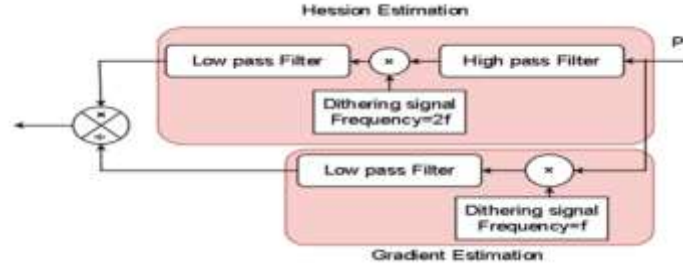 Hession Estimation
P
Low pass Filter
×
High pass Filter
Dithering signal
Frequency=2f
×
÷
Low pass Filter
×
Dithering signal
Frequency=f
Gradient Estimation